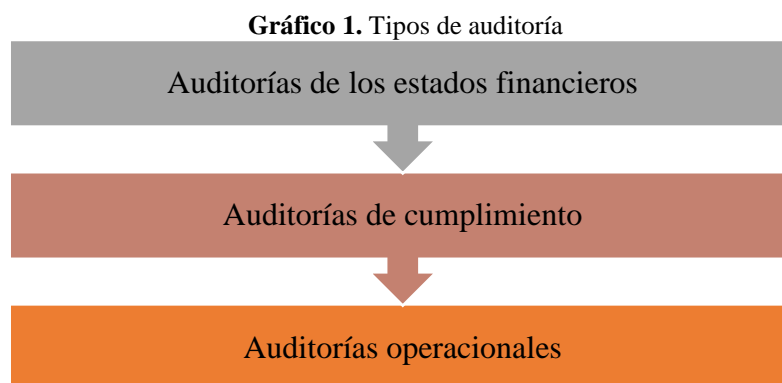 Gráfico 1. Tipos de auditoría
Auditorías de los estados financieros
Auditorías de cumplimiento
Auditorías operacionales